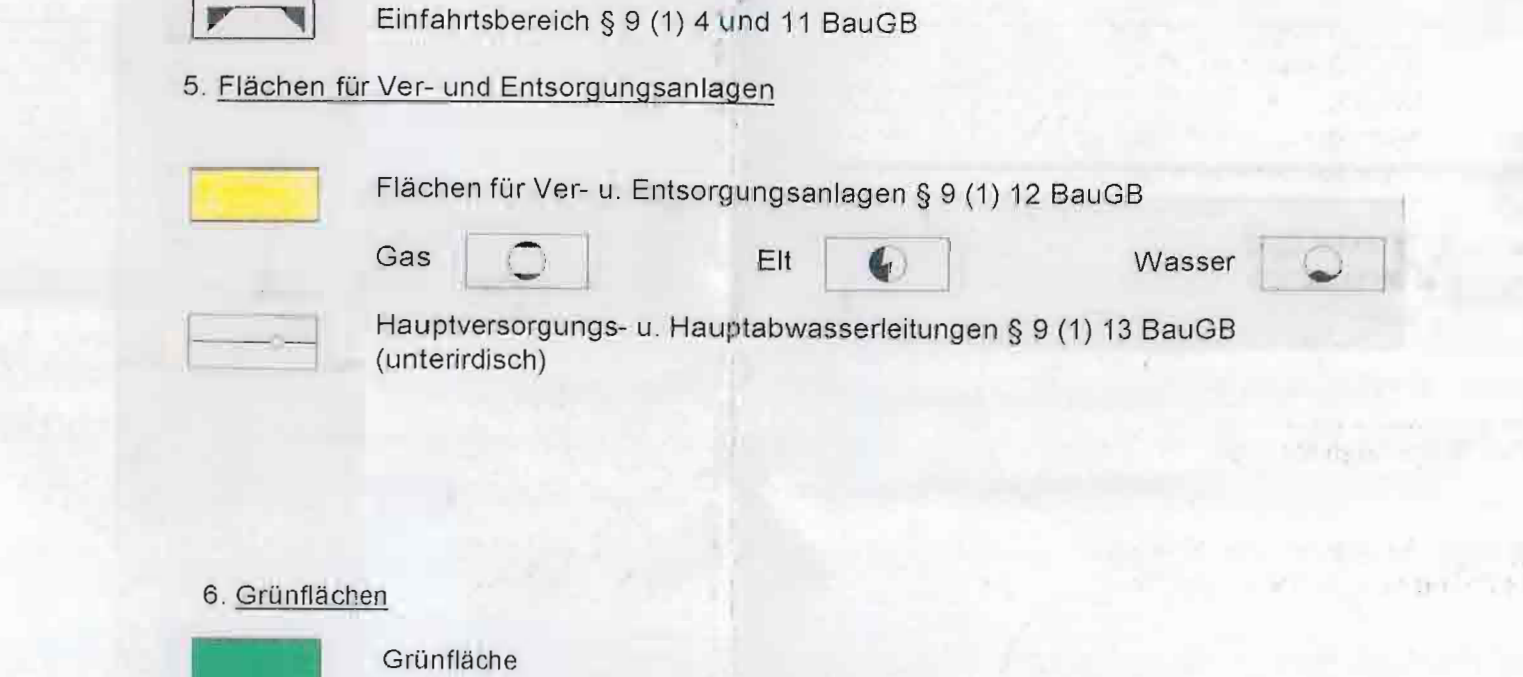 Einfahrtsbereich § 9 (1) 4 und 11 BauGB
5. Flächen für Ver- und Entsorgungsanlagen
Flächen für Ver- u. Entsorgungsanlagen § 9 (1) 12 BauGB
Gas Elt Wasser
Hauptversorgungs- u. Hauptabwasserleitungen § 9 (1) 13 BauGB
(unterirdisch)
6. Grünflächen
Grünfläche